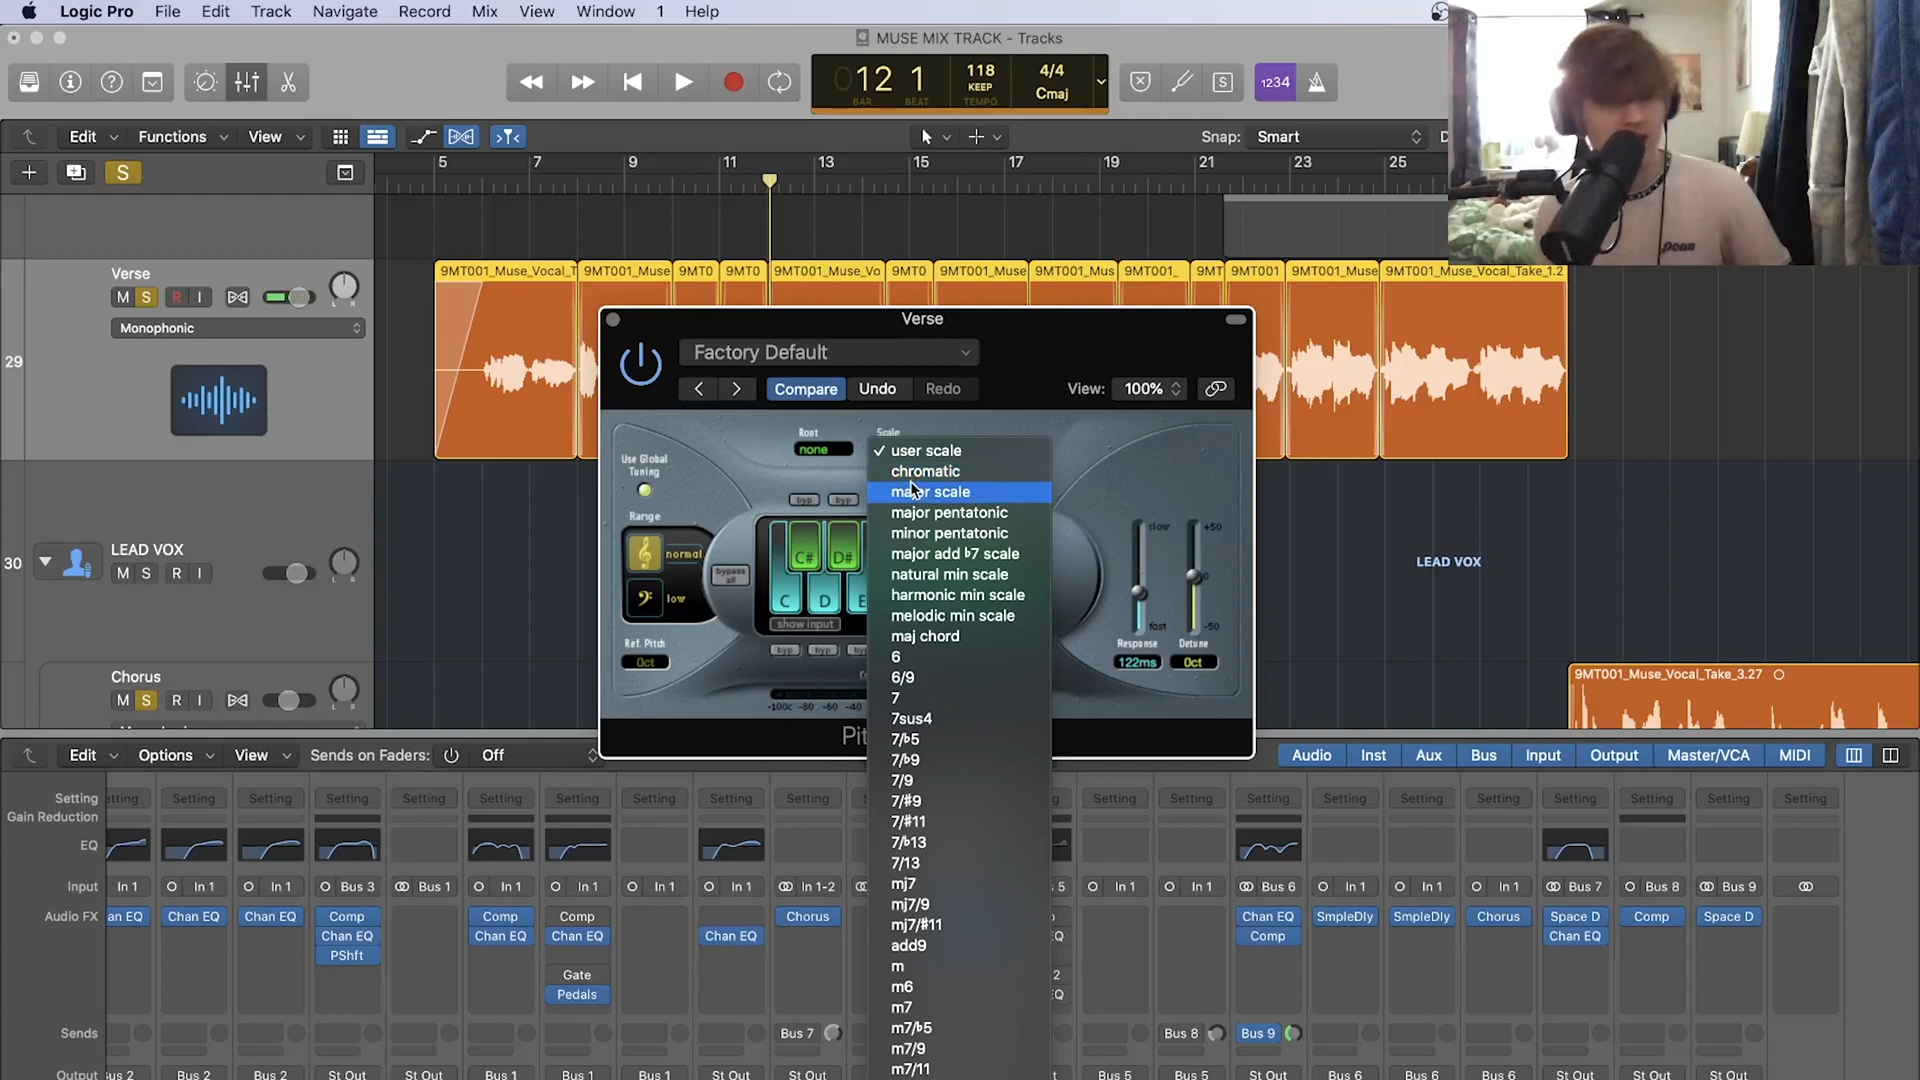 Logic Pro File Edit Track Navigate Record Mix View Window 1 Help
MUSE MIX TRACK - Tracks
12 1 118 4/4
KEEP Cmaj
BAR BEAT TEMPO
1234
Edit Functions View Snap: Smart
S 5 7 9 11 13 15 17 19 21 23 25
Verse
M S R I
Monophonic
29
9MT001_Muse_Vocal_T 9MT001_Muse 9MT0 9MT0 9MT001_Muse_Vo 9MT0 9MT001_Muse 9MT001_Mus 9MT001_ 9MT 9MT001 9MT001_Muse 9MT001_Muse_Vocal_Take_1.2
Verse
Factory Default
Compare Undo Redo View: 100%
Root Scale
none
Use Global
Tuning
Range
normal
low
Ref. Pitch
0ct
byp byp
bypass
all
C# D#
C D E
show input
byp byp byp
-100c -80 -60 -40
slow +50
0
fast -50
Response Detune
122ms 0ct
Pit
✓ user scale
chromatic
major scale
major pentatonic
minor pentatonic
major add ♭7 scale
natural min scale
harmonic min scale
melodic min scale
maj chord
6
6/9
7
7sus4
7/♭5
7/♭9
7/9
7/#9
7/#11
7/♭13
7/13
mj7
mj7/9
mj7/#11
add9
m
m6
m7
m7/♭5
m7/9
m7/11
30
LEAD VOX
M S R I
LEAD VOX
Chorus
M S R I
9MT001_Muse_Vocal_Take_3.27
Edit Options View Sends on Faders: Off Audio Inst Aux Bus Input Output Master/VCA MIDI
Setting etting Setting Setting Setting Setting Setting Setting Setting Setting Setting Setting Setting Setting Setting Setting Setting Setting Setting Setting
Gain Reduction
EQ
Input In 1 In 1 In 1 Bus 3 Bus 1 In 1 In 1 In 1 In 1 In 1-2 s 5 In 1 In 1 Bus 6 In 1 In 1 In 1 Bus 7 Bus 8 Bus 9
Audio FX an EQ Chan EQ Chan EQ Comp Comp Comp Chorus Chan EQ SmpleDly SmpleDly Chorus Space D Comp Space D
Chan EQ Chan EQ Chan EQ Chan EQ EQ Comp Chan EQ
PShft
Gate 2
Pedals EQ
Sends Bus 7 Bus 8 Bus 9
Output Bus 2 Bus 2 Bus 2 St Out St Out Bus 1 Bus 1 Bus 1 St Out St Out t Bus 5 Bus 5 St Out Bus 6 Bus 6 Bus 6 St Out St Out St Out